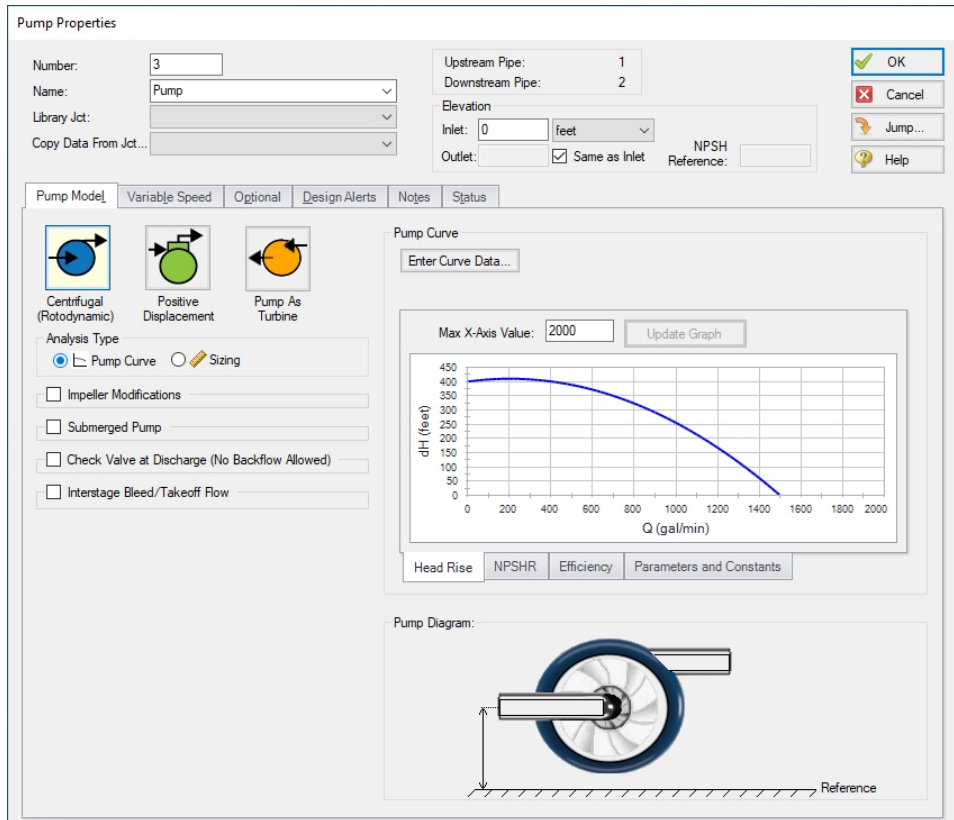 Pump Properties
Number: 3
Name: Pump
Library Jct:
Copy Data From Jct...
Upstream Pipe: 1
Downstream Pipe: 2
Elevation
Inlet: 0 feet
Outlet: Same as Inlet
NPSH
Reference:
OK
Cancel
Jump...
Help
Pump Model Variable Speed Optional Design Alerts Notes Status
Centrifugal
(Rotodynamic)
Positive
Displacement
Pump As
Turbine
Analysis Type
Pump Curve Sizing
Impeller Modifications
Submerged Pump
Check Valve at Discharge (No Backflow Allowed)
Interstage Bleed/Takeoff Flow
Pump Curve
Enter Curve Data...
Max X-Axis Value: 2000 Update Graph
dH (feet)
450
400
350
300
250
200
150
100
50
0
0 200 400 600 800 1000 1200 1400 1600 1800 2000
Q (gal/min)
Head Rise NPSHR Efficiency Parameters and Constants
Pump Diagram:
Reference